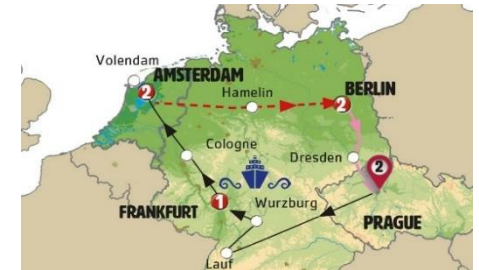 Volendam
AMSTERDAM
2
Hamelin
BERLIN
2
Cologne
Dresden
2
FRANKFURT
1
Wurzburg
PRAGUE
Lauf